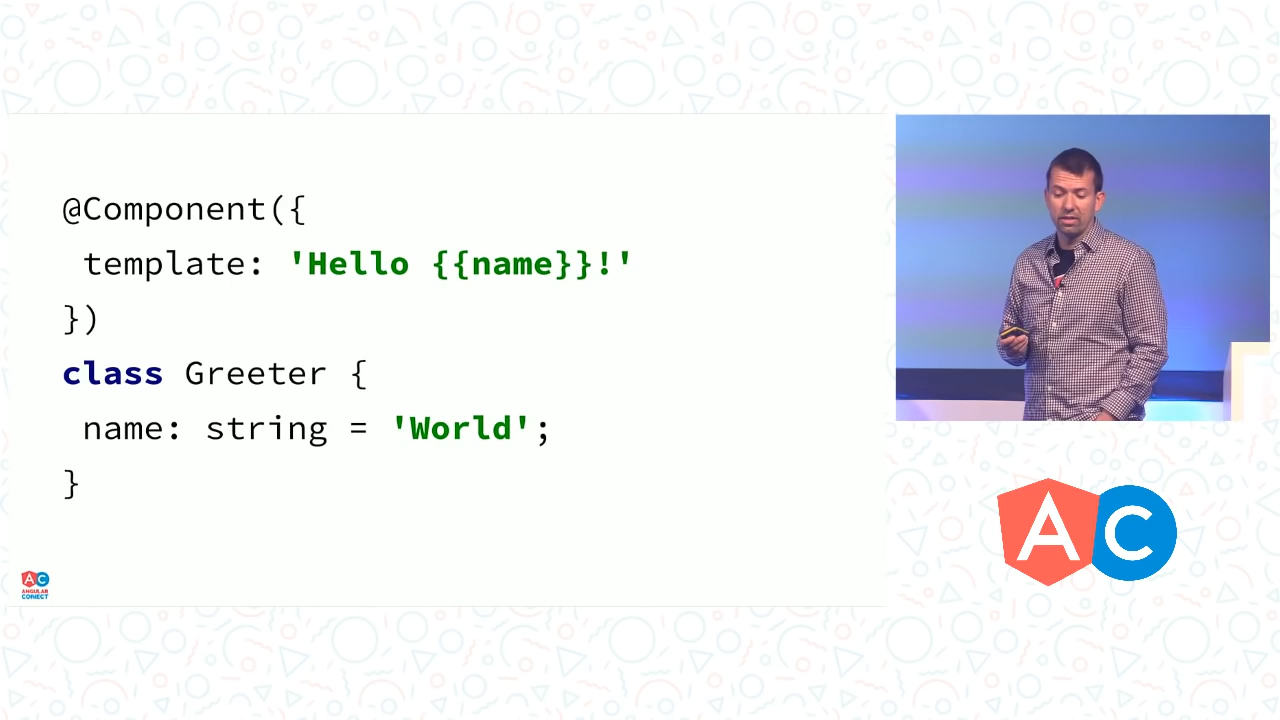 @Component({
 template: 'Hello {{name}}!'
})
class Greeter {
 name: string = 'World';
}
AC
ANGULAR
CONNECT
AC